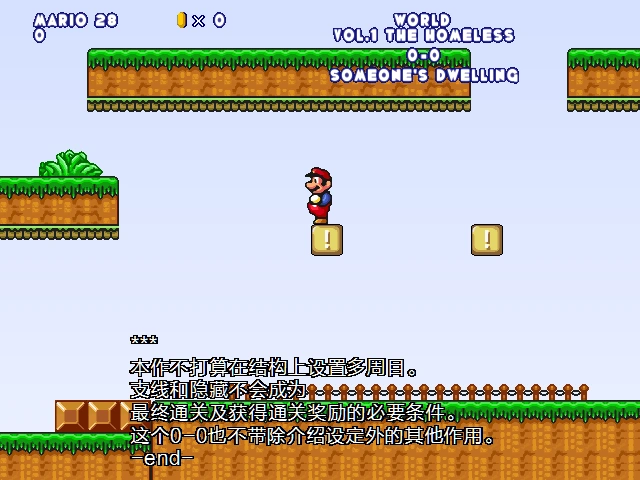 MARIO 28
0
× 0
WORLD
VOL.1 THE HOMELESS
0-0
SOMEONE'S DWELLING
!
!
***
本作不打算在结构上设置多周目。
支线和隐藏不会成为
最终通关及获得通关奖励的必要条件。
这个0-0也不带除介绍设定外的其他作用。
-end-